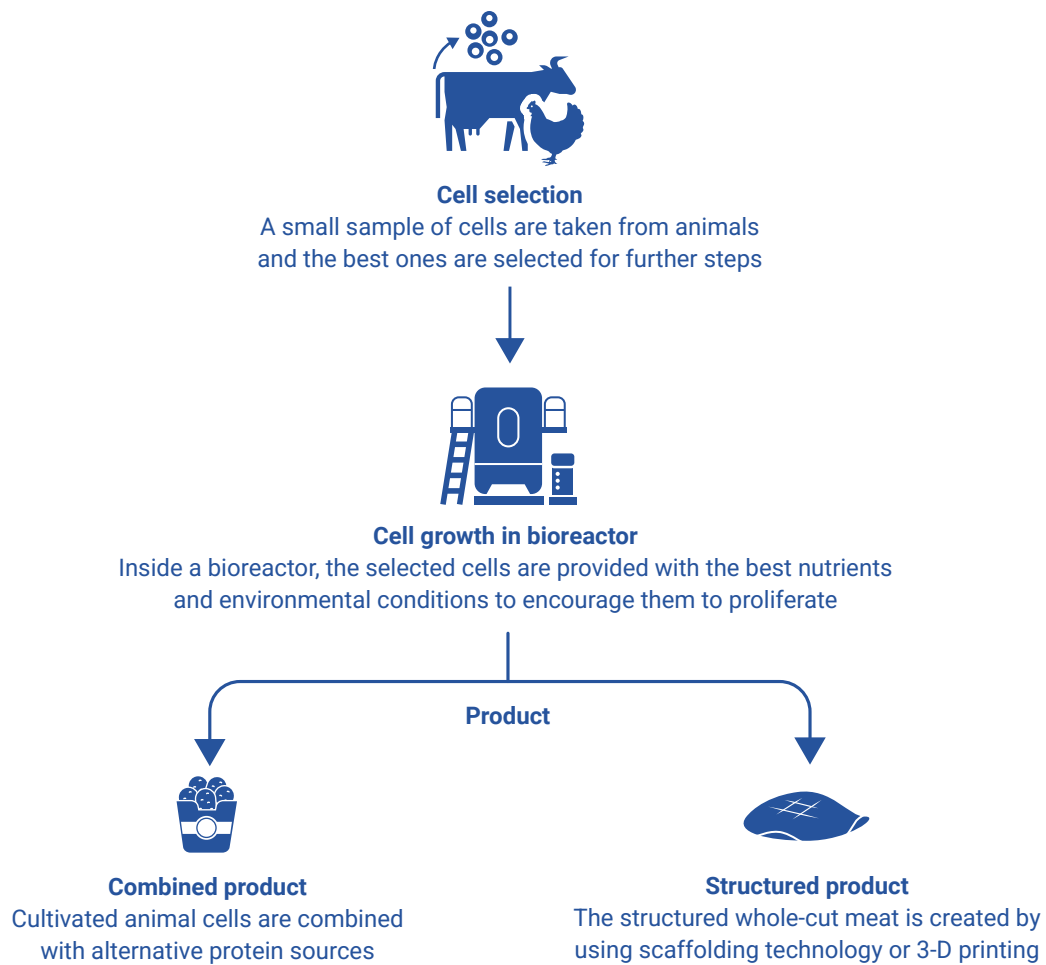 Cell selection
A small sample of cells are taken from animals
and the best ones are selected for further steps
Cell growth in bioreactor
Inside a bioreactor, the selected cells are provided with the best nutrients
and environmental conditions to encourage them to proliferate
Product
Combined product
Cultivated animal cells are combined
with alternative protein sources
Structured product
The structured whole-cut meat is created by
using scaffolding technology or 3-D printing